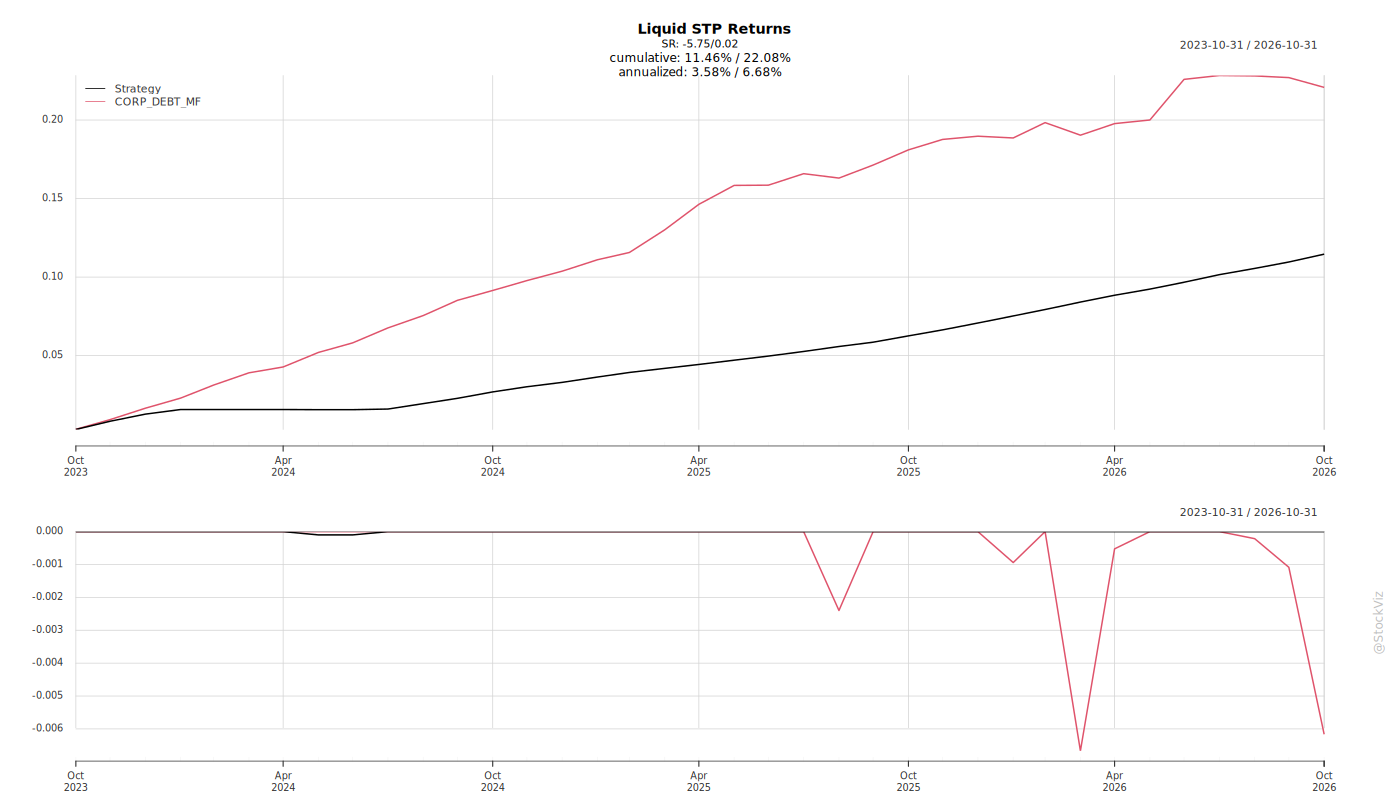 Liquid STP Returns
SR: -5.75/0.02
cumulative: 11.46% / 22.08%
annualized: 3.58% / 6.68%
2023-10-31 / 2026-10-31
Strategy
CORP_DEBT_MF
0.20
0.15
0.10
0.05
Oct Apr Oct Apr Oct Apr Oct
2023 2024 2024 2025 2025 2026 2026
2023-10-31 / 2026-10-31
0.000
-0.001
-0.002
-0.003
-0.004
-0.005
-0.006
Oct Apr Oct Apr Oct Apr Oct
2023 2024 2024 2025 2025 2026 2026
@StockViz